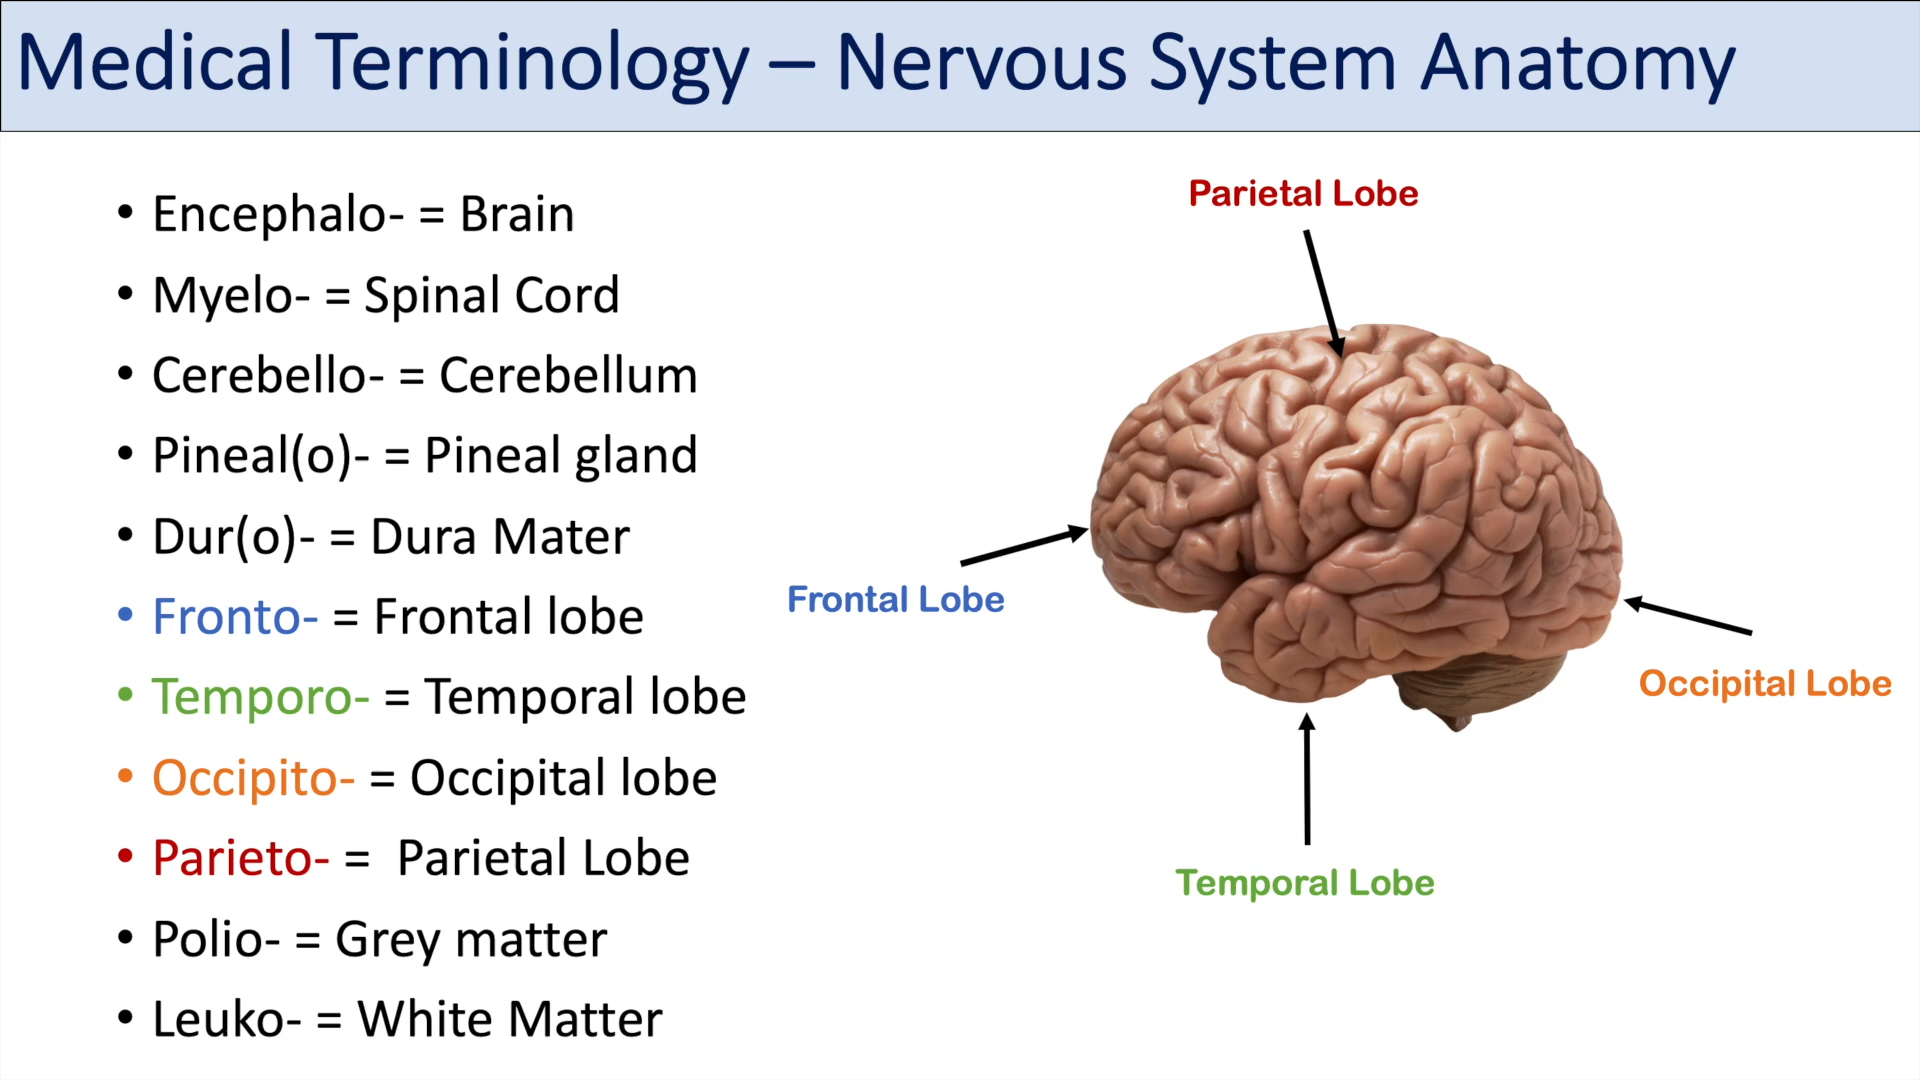 Medical Terminology – Nervous System Anatomy
• Encephalo- = Brain
• Myelo- = Spinal Cord
• Cerebello- = Cerebellum
• Pineal(o)- = Pineal gland
• Dur(o)- = Dura Mater
• Fronto- = Frontal lobe
• Temporo- = Temporal lobe
• Occipito- = Occipital lobe
• Parieto- = Parietal Lobe
• Polio- = Grey matter
• Leuko- = White Matter
Parietal Lobe
Frontal Lobe
Occipital Lobe
Temporal Lobe